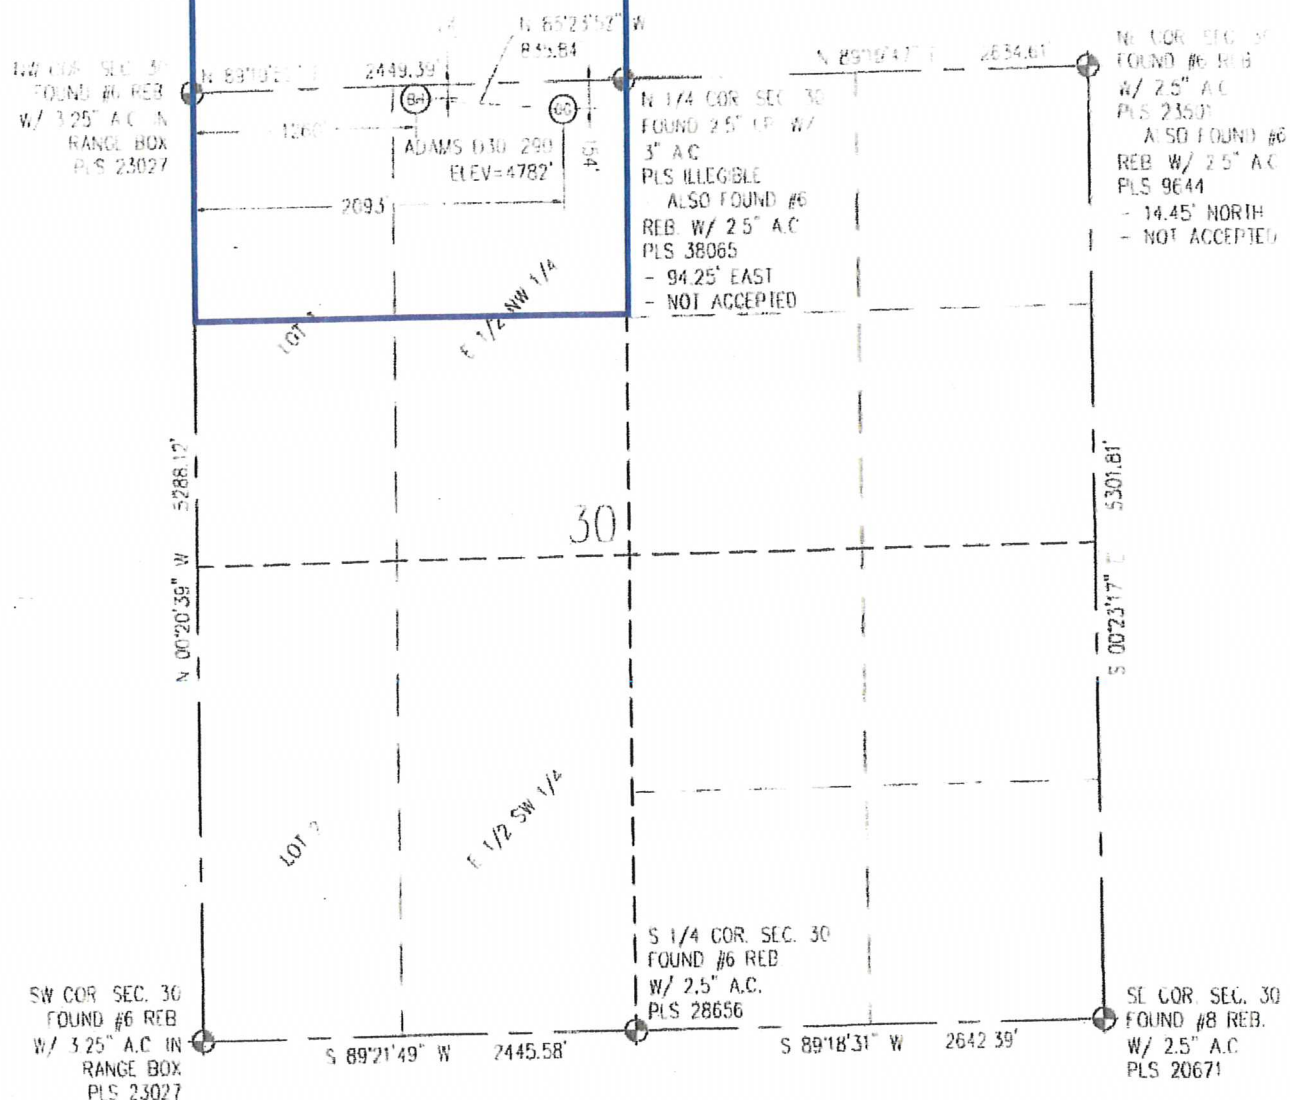 W
835.84
2449.39'
2634.61'
NW COR SEC. 30
FOUND #6 REB
W/ 3.25" A.C. IN
RANGE BOX
PLS 23027
1260'
ADAMS D30 290
ELEV=4782'
154'
2093'
N 1/4 COR SEC 30
FOUND 2.5" W/
3" A.C
PLS ILLEGIBLE
ALSO FOUND #6
REB. W/ 2.5" A.C
PLS 38065
- 94.25' EAST
- NOT ACCEPTED
NE COR SEC 30
FOUND #6 REB
W/ 2.5" A.C
PLS 23501
ALSO FOUND #6
REB W/ 2.5" A.C
PLS 9644
- 14.45' NORTH
- NOT ACCEPTED
LOT
E 1/2 NW 1/4
N 00°20'39" W 5288.12'
30
S 00°23'17" E 5301.81'
LOT 2
E 1/2 SW 1/4
S 1/4 COR. SEC. 30
FOUND #6 REB
W/ 2.5" A.C.
PLS 28656
SW COR SEC. 30
FOUND #6 REB
W/ 3.25" A.C IN
RANGE BOX
PLS 23027
S 89°21'49" W 2445.58'
S 89°18'31" W 2642.39'
SE COR. SEC. 30
FOUND #8 REB.
W/ 2.5" A.C
PLS 20671